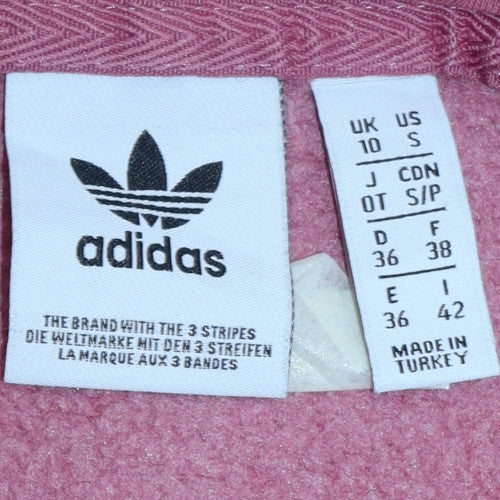 adidas
THE BRAND WITH THE 3 STRIPES
DIE WELTMARKE MIT DEN 3 STREIFEN
LA MARQUE AUX 3 BANDES
UK US
10 S
J CDN
OT S/P
D F
36 38
E I
36 42
MADE IN
TURKEY